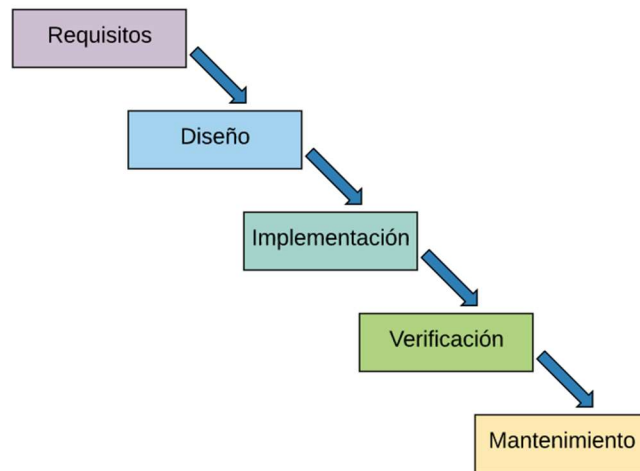 Requisitos
Diseño
Implementación
Verificación
Mantenimiento